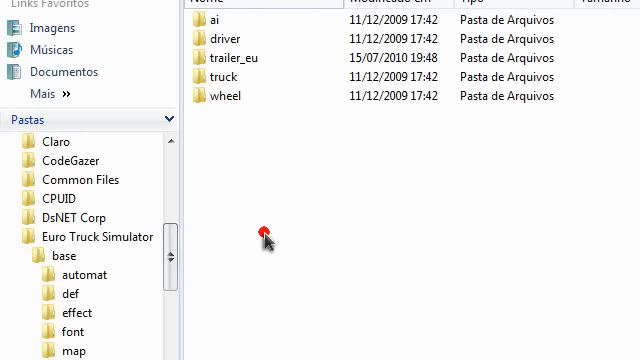 Links Favoritos
Imagens
Músicas
Documentos
Mais »
Pastas
Claro
CodeGazer
Common Files
CPUID
DsNET Corp
Euro Truck Simulator
base
automat
def
effect
font
map
Nome Modificado em Tipo Tamanho
ai 11/12/2009 17:42 Pasta de Arquivos
driver 11/12/2009 17:42 Pasta de Arquivos
trailer_eu 15/07/2010 19:48 Pasta de Arquivos
truck 11/12/2009 17:42 Pasta de Arquivos
wheel 11/12/2009 17:42 Pasta de Arquivos